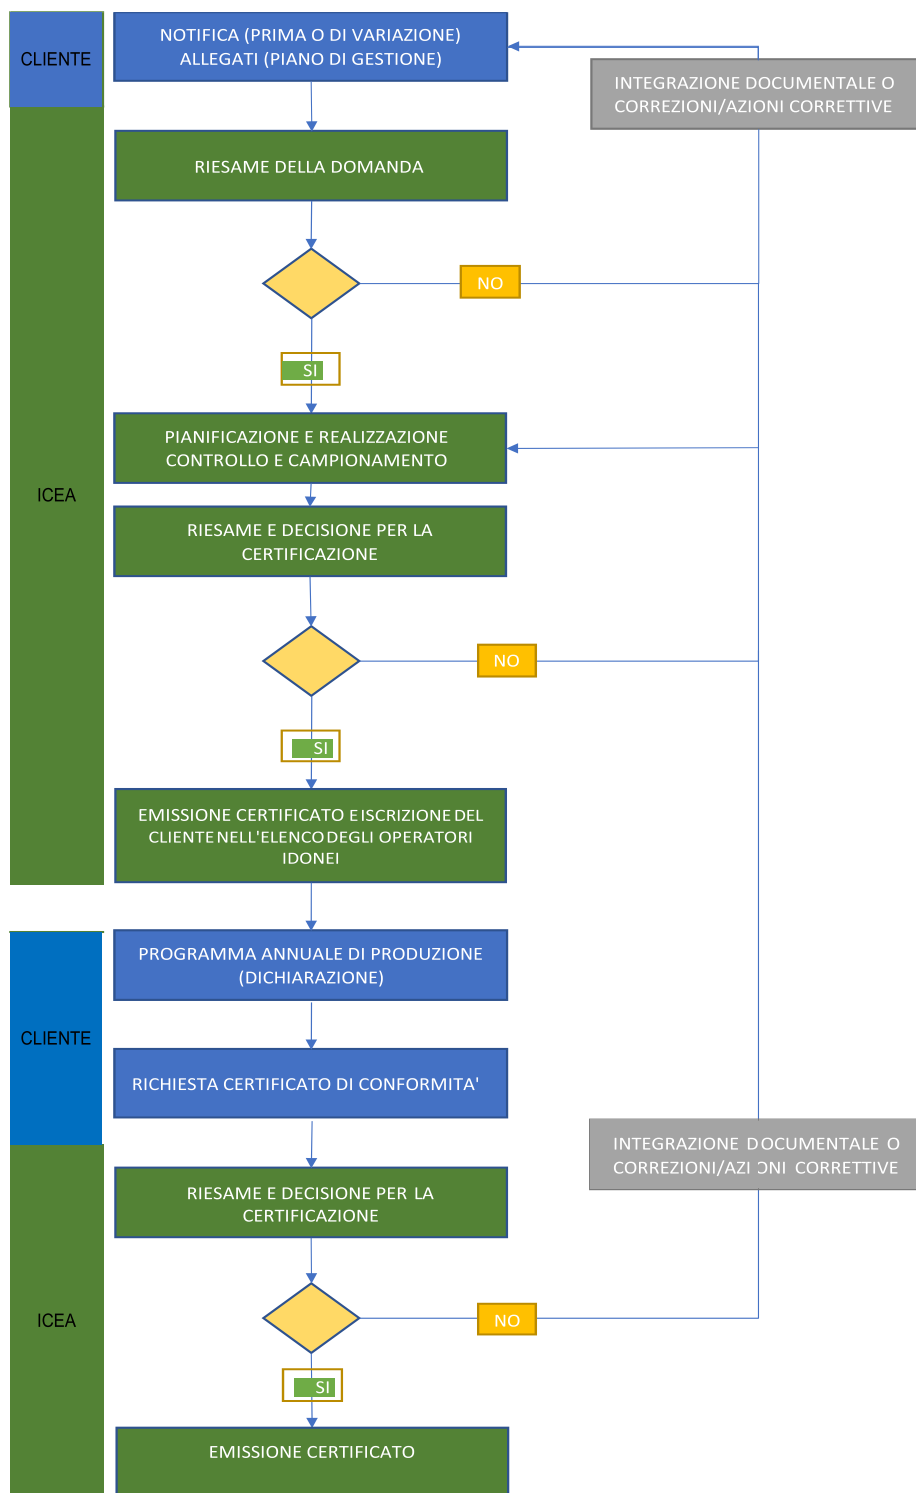 CLIENTE
NOTIFICA (PRIMA O DI VARIAZIONE)
ALLEGATI (PIANO DI GESTIONE)
INTEGRAZIONE DOCUMENTALE O
CORREZIONI/AZIONI CORRETTIVE
RIESAME DELLA DOMANDA
NO
SI
PIANIFICAZIONE E REALIZZAZIONE
CONTROLLO E CAMPIONAMENTO
ICEA
RIESAME E DECISIONE PER LA
CERTIFICAZIONE
NO
SI
EMISSIONE CERTIFICATO E ISCRIZIONE DEL
CLIENTE NELL'ELENCO DEGLI OPERATORI
IDONEI
PROGRAMMA ANNUALE DI PRODUZIONE
(DICHIARAZIONE)
CLIENTE
RICHIESTA CERTIFICATO DI CONFORMITA'
INTEGRAZIONE DOCUMENTALE O
CORREZIONI/AZIONI CORRETTIVE
RIESAME E DECISIONE PER LA
CERTIFICAZIONE
ICEA
NO
SI
EMISSIONE CERTIFICATO